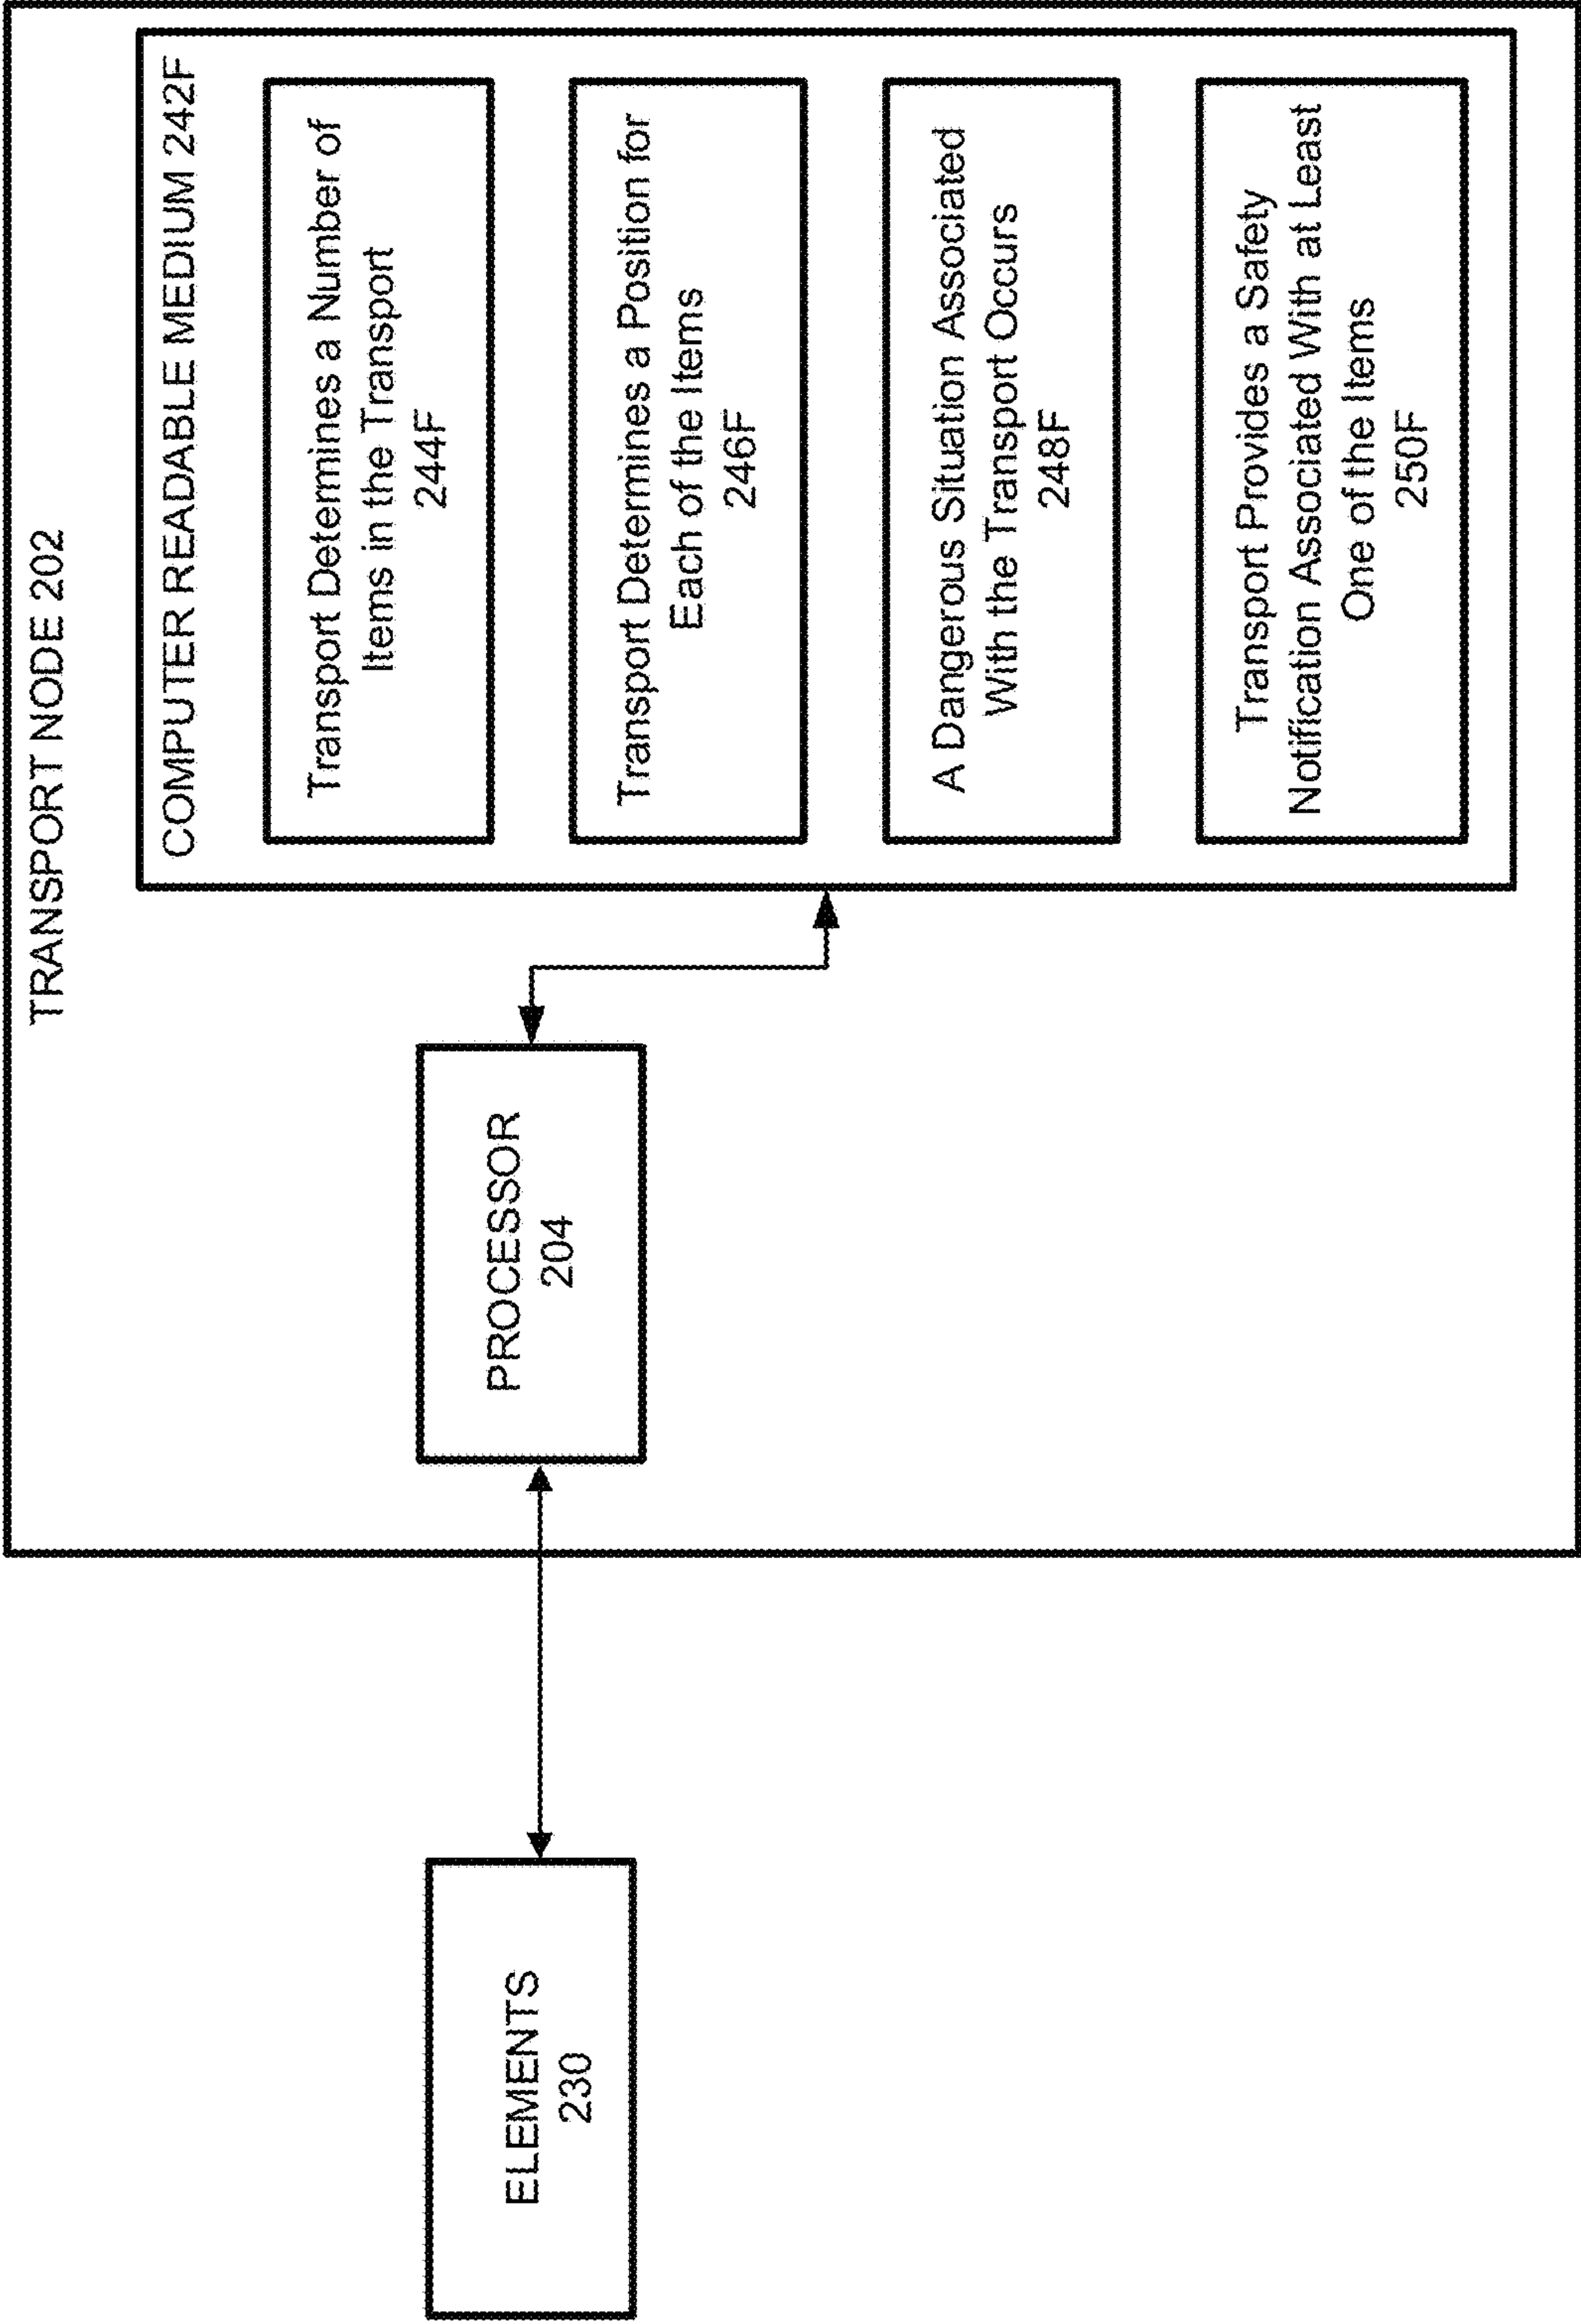 TRANSPORT NODE 202
COMPUTER READABLE MEDIUM 242F
Transport Determines a Number of
Items in the Transport
244F
Transport Determines a Position for
Each of the Items
246F
A Dangerous Situation Associated
With the Transport Occurs
248F
Transport Provides a Safety
Notification Associated With at Least
One of the Items
250F
PROCESSOR
204
ELEMENTS
230